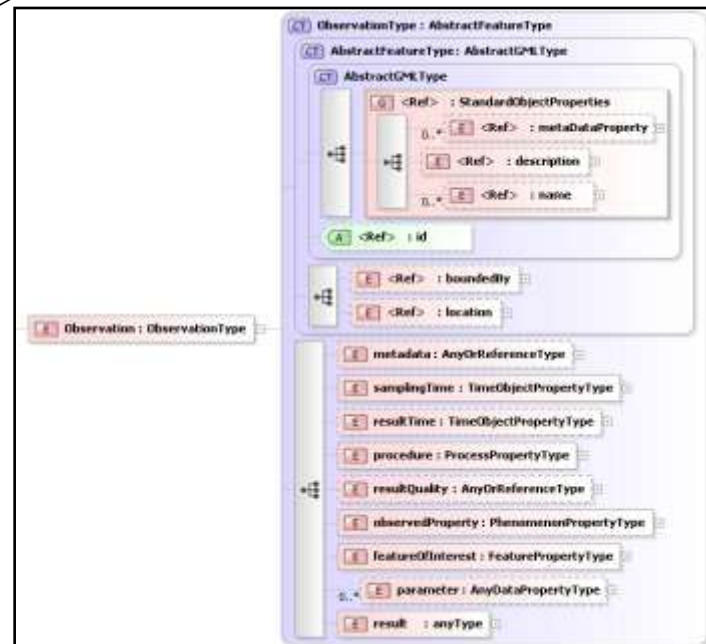 CT ObservationType : AbstractFeatureType
CT AbstractFeatureType : AbstractGMLType
CT AbstractGMLType
G <Ref> : StandardObjectProperties
0..* E <Ref> : metaDataProperty
E <Ref> : description
0..* E <Ref> : name
A <Ref> : id
E <Ref> : boundedBy
E <Ref> : location
E Observation : ObservationType
E metadata : AnyOrReferenceType
E samplingTime : TimeObjectPropertyType
E resultTime : TimeObjectPropertyType
E procedure : ProcessPropertyType
E resultQuality : AnyOrReferenceType
E observedProperty : PhenomenonPropertyType
E featureOfInterest : FeaturePropertyType
0..* E parameter : AnyDataPropertyType
E result : anyType